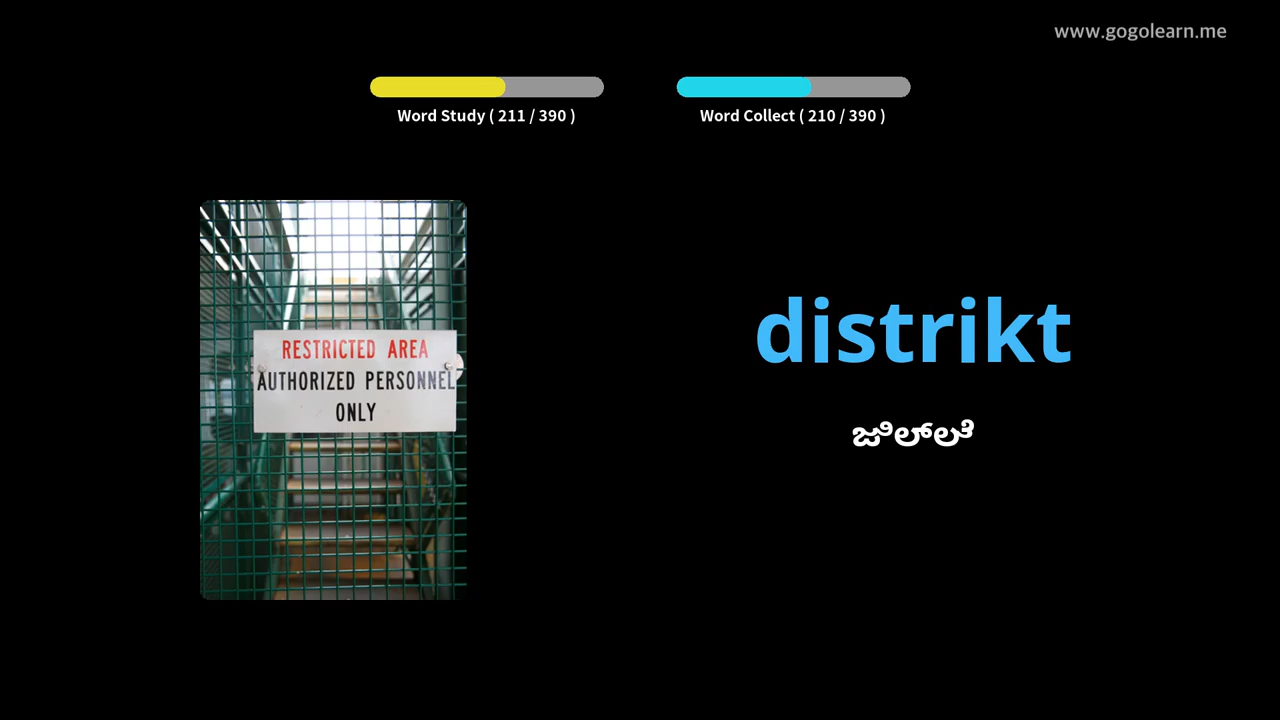 www.gogolearn.me
Word Study ( 211 / 390 )
Word Collect ( 210 / 390 )
RESTRICTED AREA
AUTHORIZED PERSONNEL
ONLY
distrikt
ಜಿಲ್ಲೆ